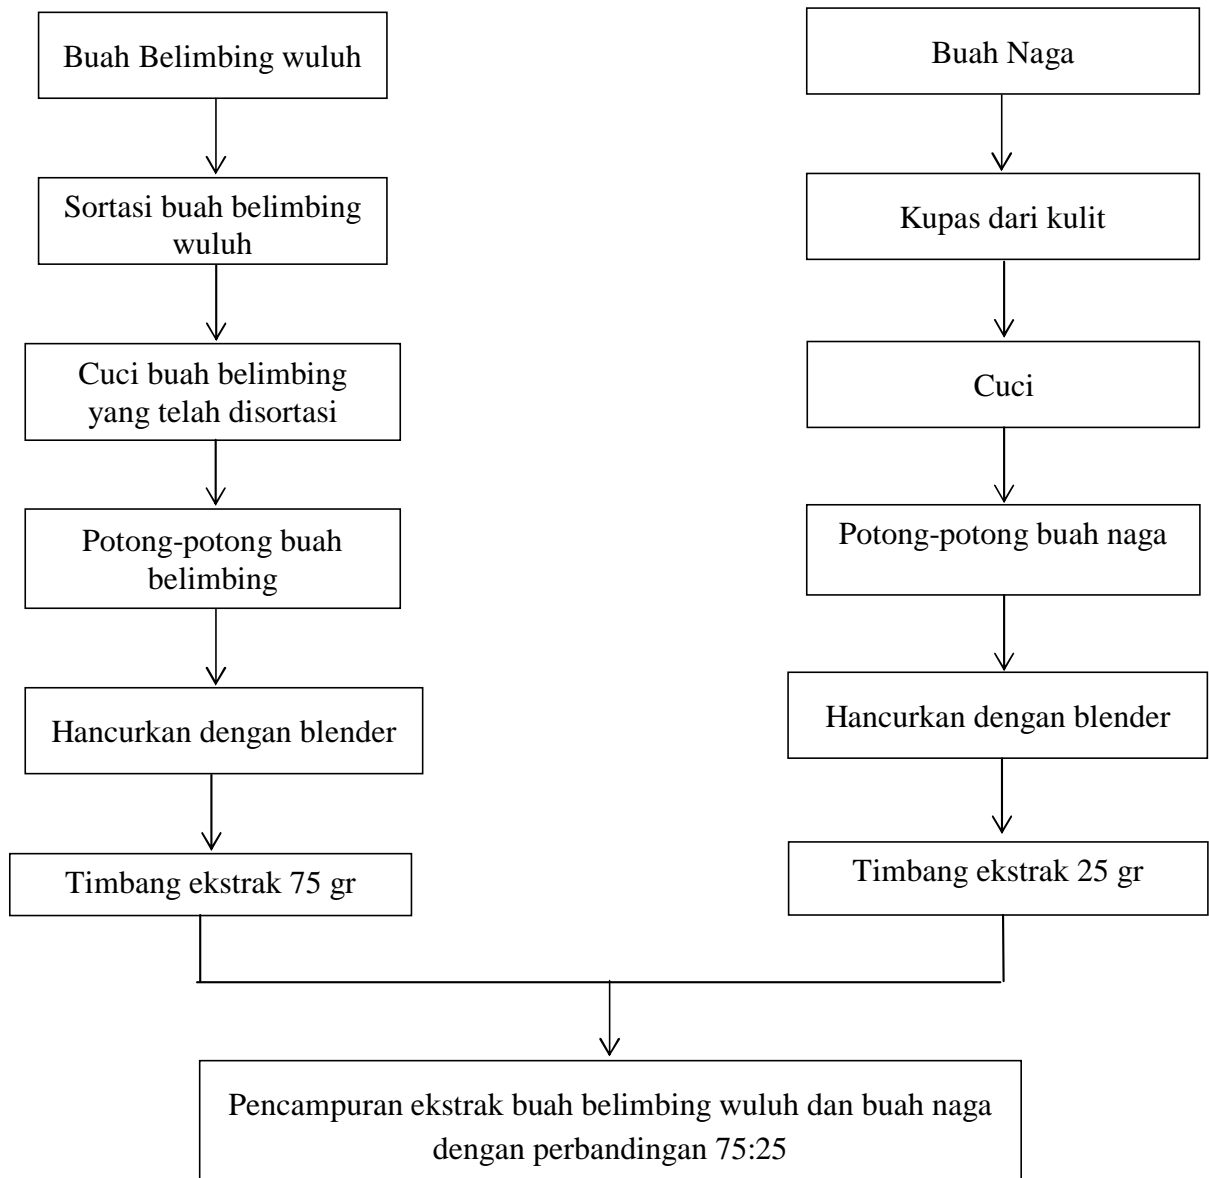 Buah Belimbing wuluh
Sortasi buah belimbing
wuluh
Cuci buah belimbing
yang telah disortasi
Potong-potong buah
belimbing
Hancurkan dengan blender
Timbang ekstrak 75 gr
Buah Naga
Kupas dari kulit
Cuci
Potong-potong buah naga
Hancurkan dengan blender
Timbang ekstrak 25 gr
Pencampuran ekstrak buah belimbing wuluh dan buah naga
dengan perbandingan 75:25